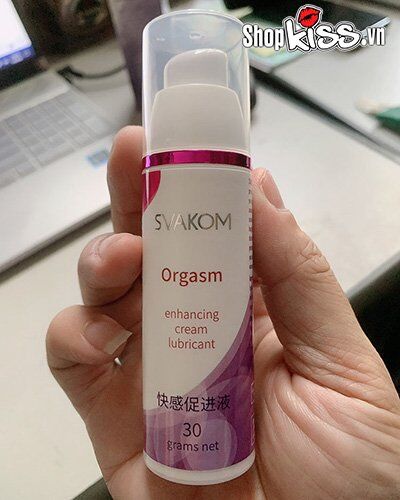 ShopKiss.vn
SVAKOM
Orgasm
enhancing
cream
lubricant
快感促进液
30
grams net